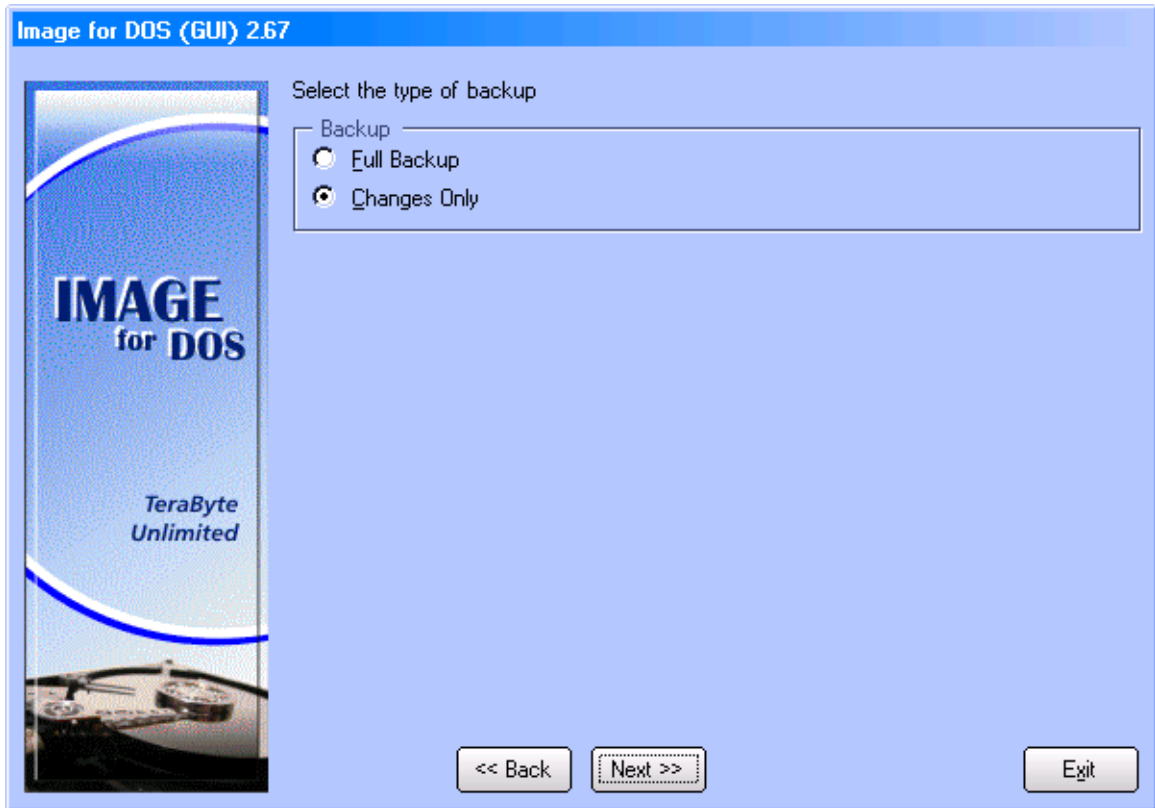 Image for DOS (GUI) 2.67
Select the type of backup
Backup
Full Backup
Changes Only
IMAGE
for DOS
TeraByte
Unlimited
<< Back
Next >>
Exit